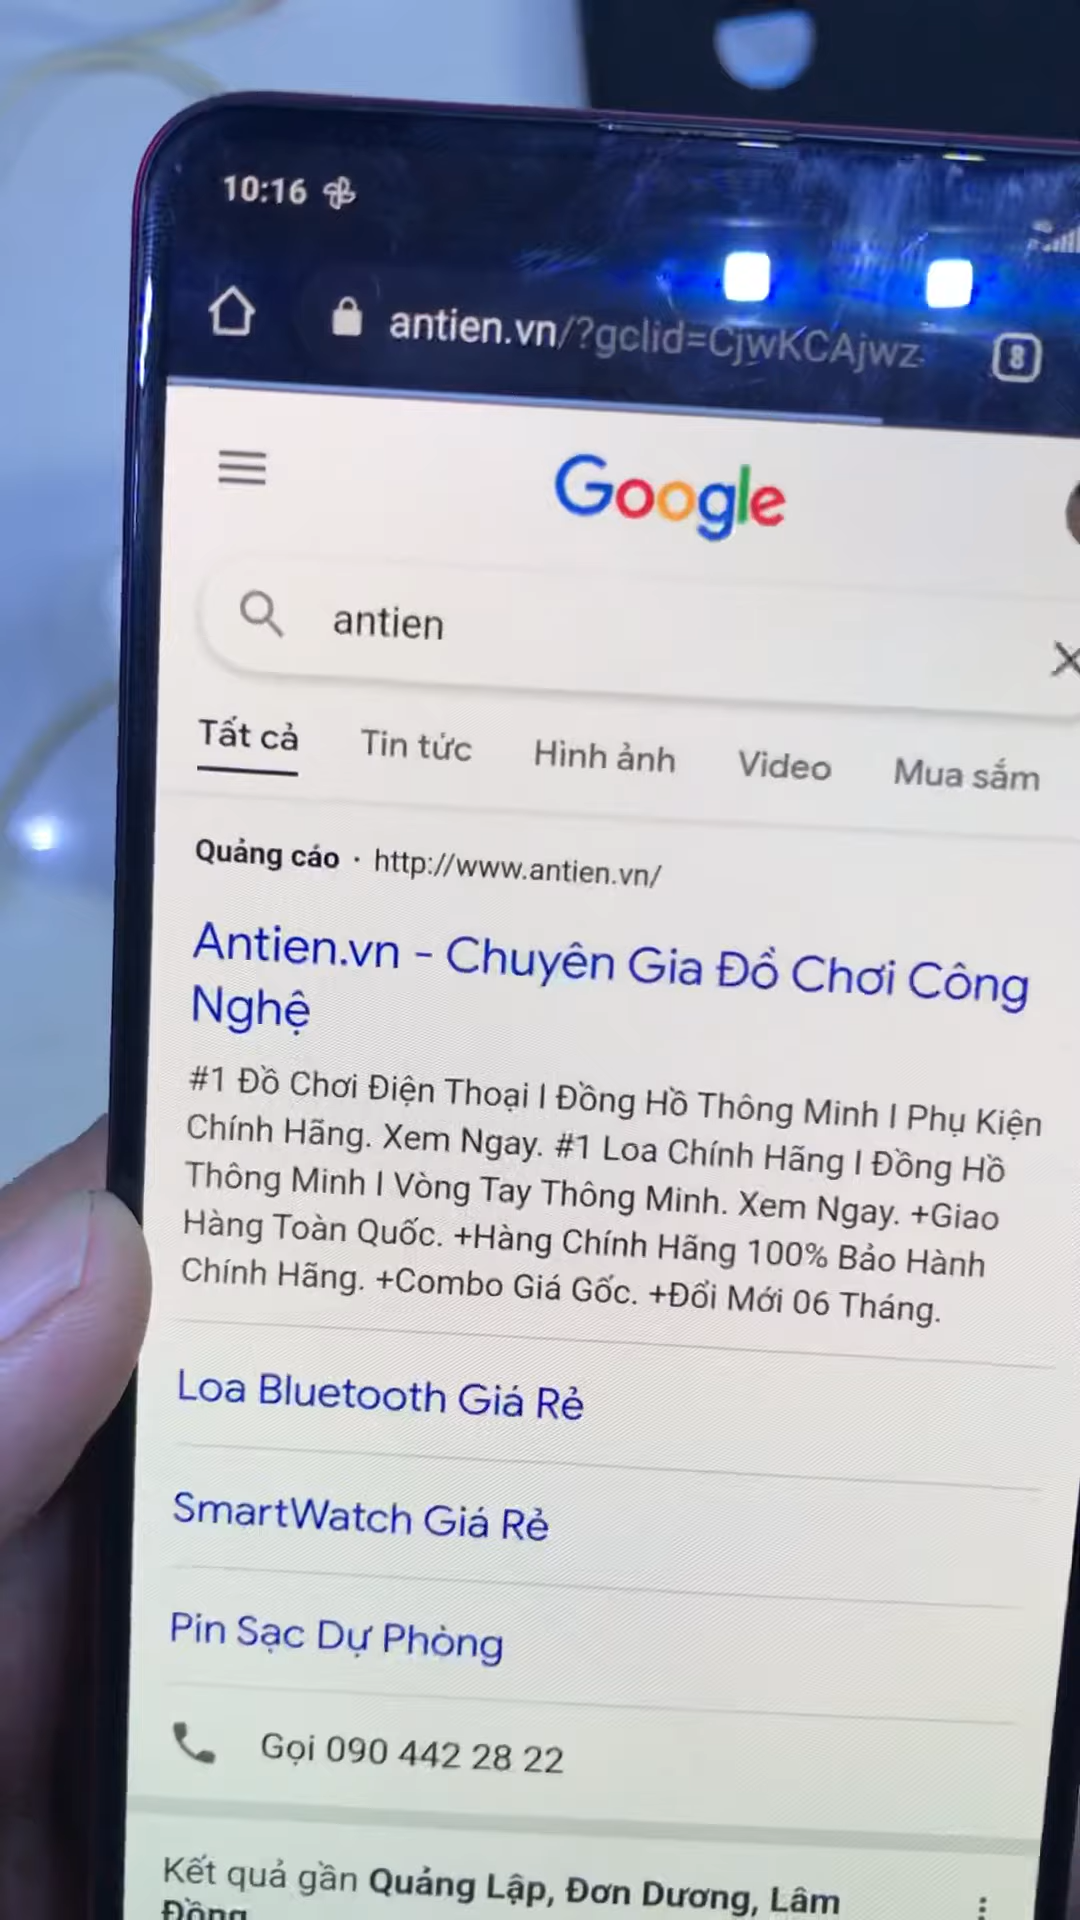 10:16
antien.vn/?gclid=CjwKCAjwz
8
Google
antien
Tất cả Tin tức Hình ảnh Video Mua sắm
Quảng cáo · http://www.antien.vn/
Antien.vn - Chuyên Gia Đồ Chơi Công
Nghệ
#1 Đồ Chơi Điện Thoại I Đồng Hồ Thông Minh I Phụ Kiện
Chính Hãng. Xem Ngay. #1 Loa Chính Hãng I Đồng Hồ
Thông Minh I Vòng Tay Thông Minh. Xem Ngay. +Giao
Hàng Toàn Quốc. +Hàng Chính Hãng 100% Bảo Hành
Chính Hãng. +Combo Giá Gốc. +Đổi Mới 06 Tháng.
Loa Bluetooth Giá Rẻ
SmartWatch Giá Rẻ
Pin Sạc Dự Phòng
Gọi 090 442 28 22
Kết quả gần Quảng Lập, Đơn Dương, Lâm
Đồng